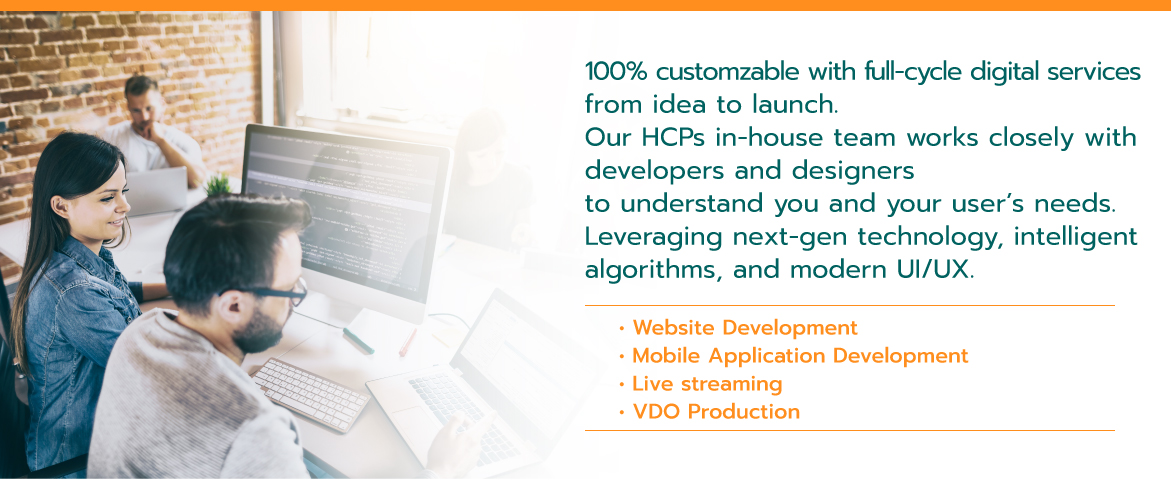 100% customzable with full-cycle digital services
from idea to launch.
Our HCPs in-house team works closely with
developers and designers
to understand you and your user's needs.
Leveraging next-gen technology, intelligent
algorithms, and modern UI/UX.
• Website Development
• Mobile Application Development
• Live streaming
• VDO Production